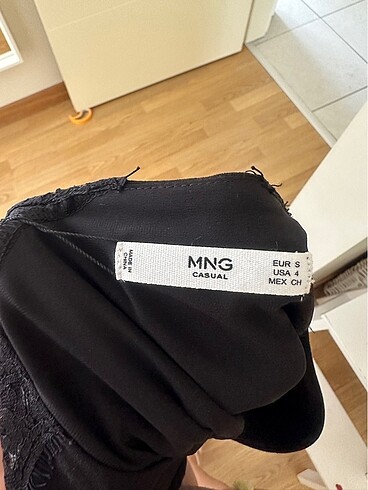 MADE IN
CHINA
MNG
CASUAL
EUR S
USA 4
MEX CH